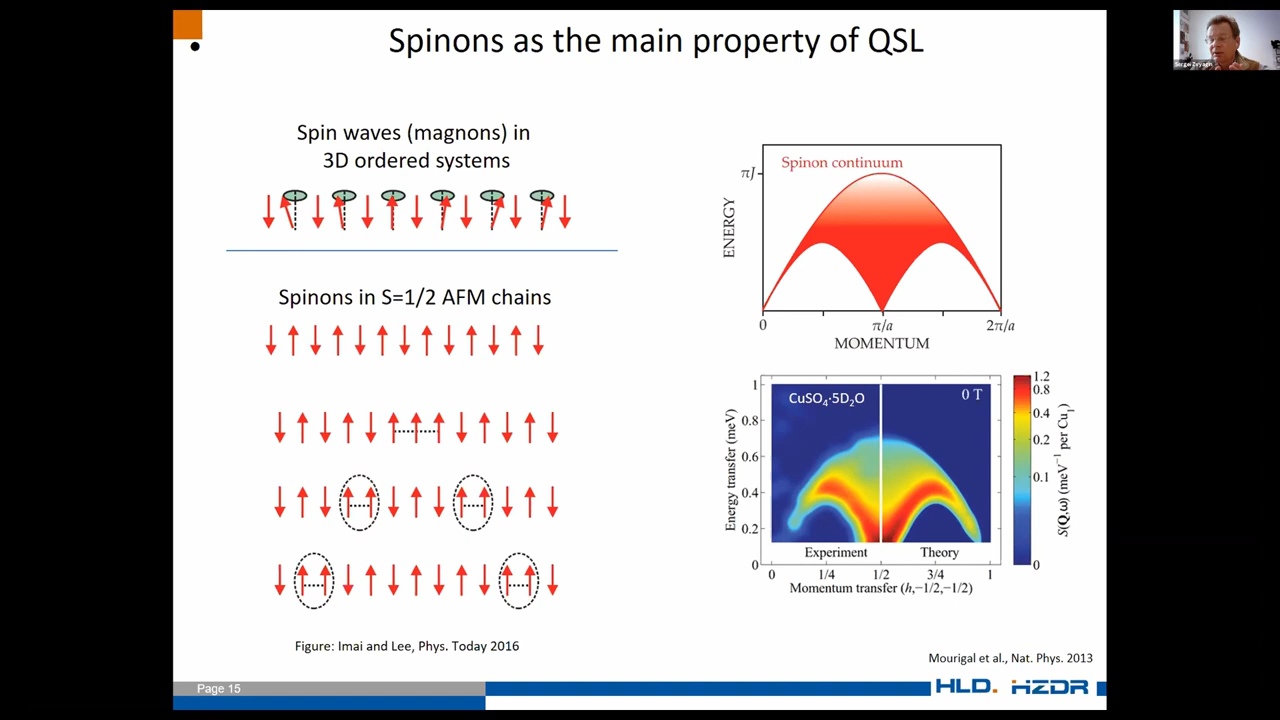 Spinons as the main property of QSL
Spin waves (magnons) in
3D ordered systems
Spinons in S=1/2 AFM chains
Figure: Imai and Lee, Phys. Today 2016
Spinon continuum
πJ
ENERGY
0
π/a
2π/a
MOMENTUM
CuSO₄·5D₂O
0 T
1
0.8
0.6
0.4
0.2
0
Energy transfer (meV)
Experiment
Theory
0
1/4
1/2
3/4
1
Momentum transfer (h,−1/2,−1/2)
1.2
0.8
0.4
0.2
0.1
0
S(Q,ω) (meV⁻¹ per Cu₁)
Mourigal et al., Nat. Phys. 2013
Page 15
HLD.
HZDR